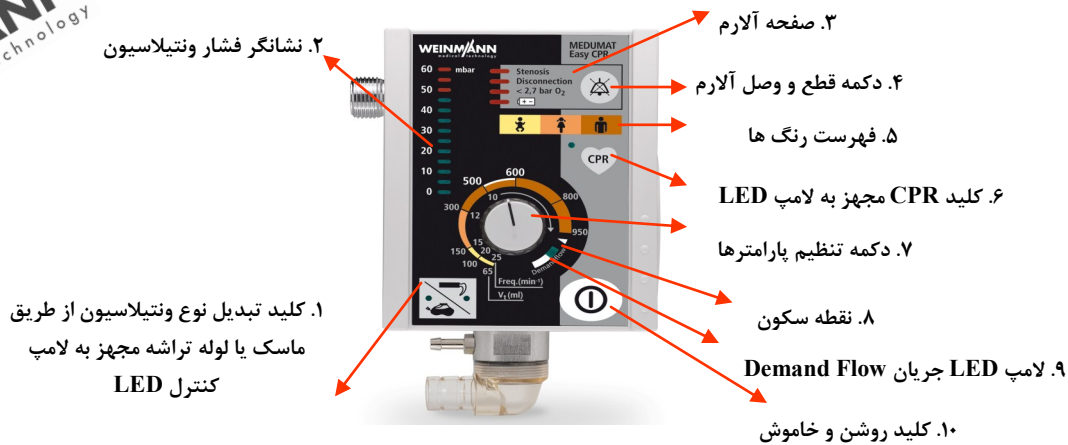 chnology
۲. نشانگر فشار ونتیلاسیون
۳. صفحه آلارم
۴. دکمه قطع و وصل آلارم
۵. فهرست رنگ ها
۶. کلید CPR مجهز به لامپ LED
۷. دکمه تنظیم پارامترها
۸. نقطه سکون
۹. لامپ LED جریان Demand Flow
۱۰. کلید روشن و خاموش
۱. کلید تبدیل نوع ونتیلاسیون از طریق
ماسک یا لوله تراشه مجهز به لامپ
کنترل LED
WEINMANN
medical technology
MEDUMAT
Easy CPR
60 mbar
50
40
30
20
10
0
Stenosis
Disconnection
< 2,7 bar O₂
CPR
600
500
800
300
950
150
100
65
10
12
15
20
25
Demand flow
Freq.(min⁻¹)
Vₜ(ml)